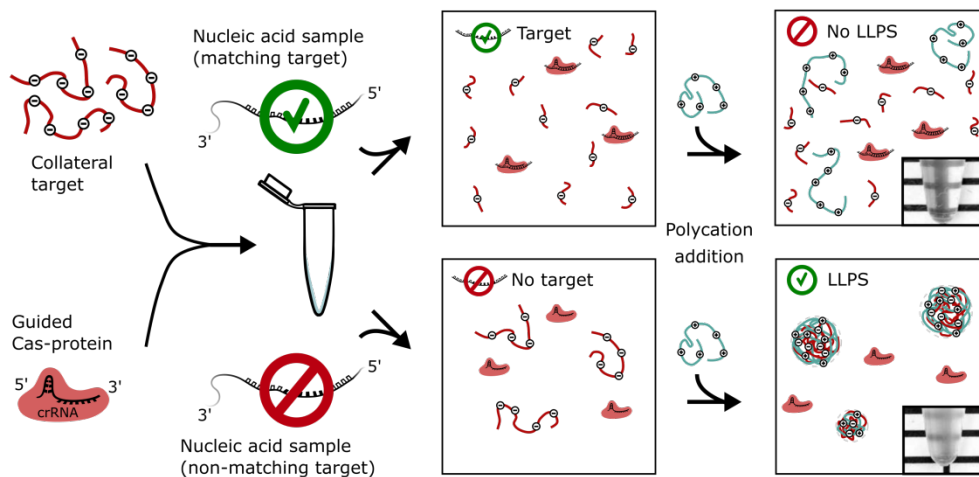 Collateral
target
Guided
Cas-protein
5'
3'
crRNA
Nucleic acid sample
(matching target)
5'
3'
5'
3'
Nucleic acid sample
(non-matching target)
Target
No target
Polycation
addition
No LLPS
LLPS